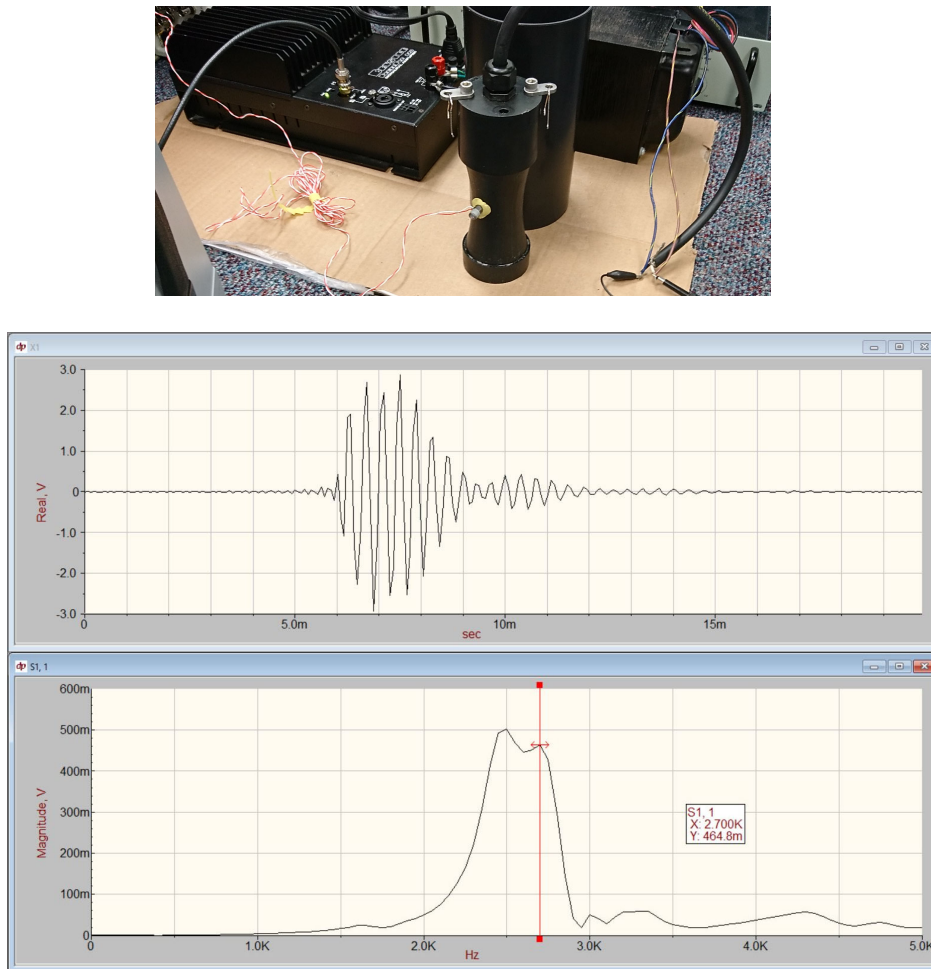 dp X1
3.0
2.0
1.0
0
-1.0
-2.0
-3.0
Real, V
0 5.0m 10m 15m
sec
dp S1, 1
600m
500m
400m
300m
200m
100m
0
Magnitude, V
S1, 1
X: 2.700K
Y: 464.8m
0 1.0K 2.0K 3.0K 4.0K 5.0K
Hz